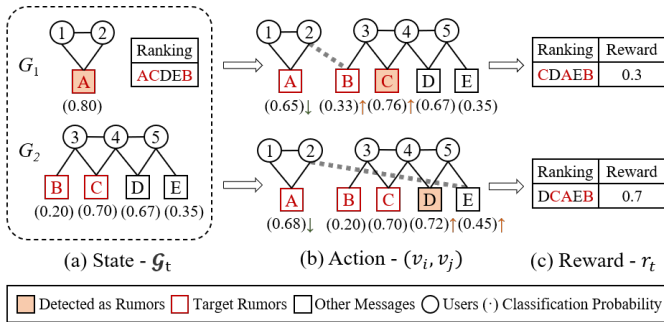 G1
1 2
A
(0.80)
Ranking
ACDEB
G2
3 4 5
B C D E
(0.20) (0.70) (0.67) (0.35)
(a) State - 𝓖t
1 2 3 4 5
A B C D E
(0.65)↓ (0.33)↑ (0.76)↑ (0.67) (0.35)
1 2 3 4 5
A B C D E
(0.68)↓ (0.20) (0.70) (0.72)↑ (0.45)↑
(b) Action - (vi, vj)
Ranking Reward
CDAEB 0.3
Ranking Reward
DCAEB 0.7
(c) Reward - rt
Detected as Rumors Target Rumors Other Messages Users (·) Classification Probability